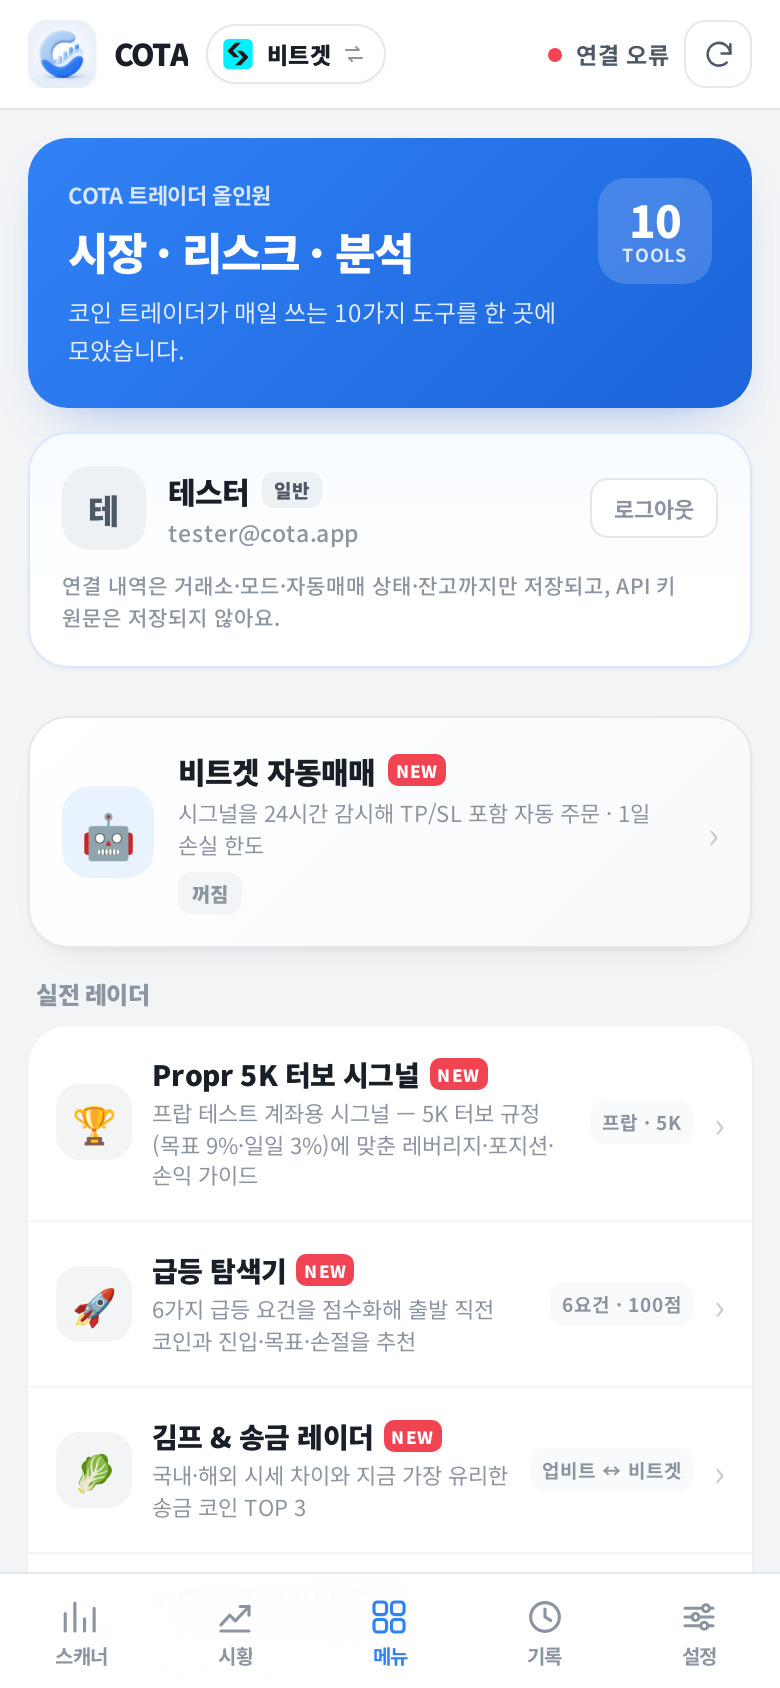 COTA
비트겟
연결 오류
COTA 트레이더 올인원
시장 · 리스크 · 분석
10
TOOLS
코인 트레이더가 매일 쓰는 10가지 도구를 한 곳에
모았습니다.
테
테스터
일반
tester@cota.app
로그아웃
연결 내역은 거래소·모드·자동매매 상태·잔고까지만 저장되고, API 키
원문은 저장되지 않아요.
비트겟 자동매매 NEW
시그널을 24시간 감시해 TP/SL 포함 자동 주문 · 1일
손실 한도
꺼짐
실전 레이더
Propr 5K 터보 시그널 NEW
프랍 테스트 계좌용 시그널 — 5K 터보 규정
(목표 9%·일일 3%)에 맞춘 레버리지·포지션·
손익 가이드
프랍 · 5K
급등 탐색기 NEW
6가지 급등 요건을 점수화해 출발 직전
코인과 진입·목표·손절을 추천
6요건 · 100점
김프 & 송금 레이더 NEW
국내·해외 시세 차이와 지금 가장 유리한
송금 코인 TOP 3
업비트 ↔ 비트겟
스캐너
시황
메뉴
기록
설정